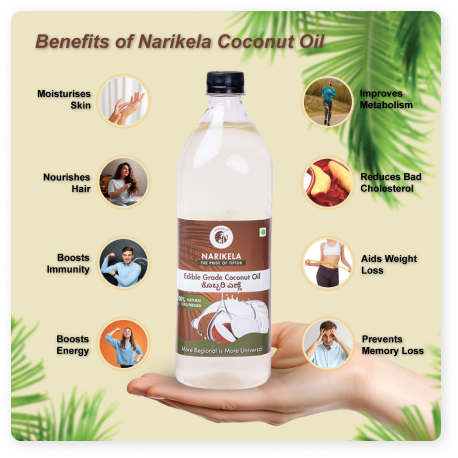 Benefits of Narikela Coconut Oil
Moisturises
Skin
Improves
Metabolism
Nourishes
Hair
Reduces Bad
Cholesterol
Boosts
Immunity
Aids Weight
Loss
Boosts
Energy
Prevents
Memory Loss
NARIKELA
THE PRIDE OF TIPTUR
Edible Grade Coconut Oil
ಕೊಬ್ಬರಿ ಎಣ್ಣೆ
100% NATURAL
COLD PRESSED
More Regional is More Universal